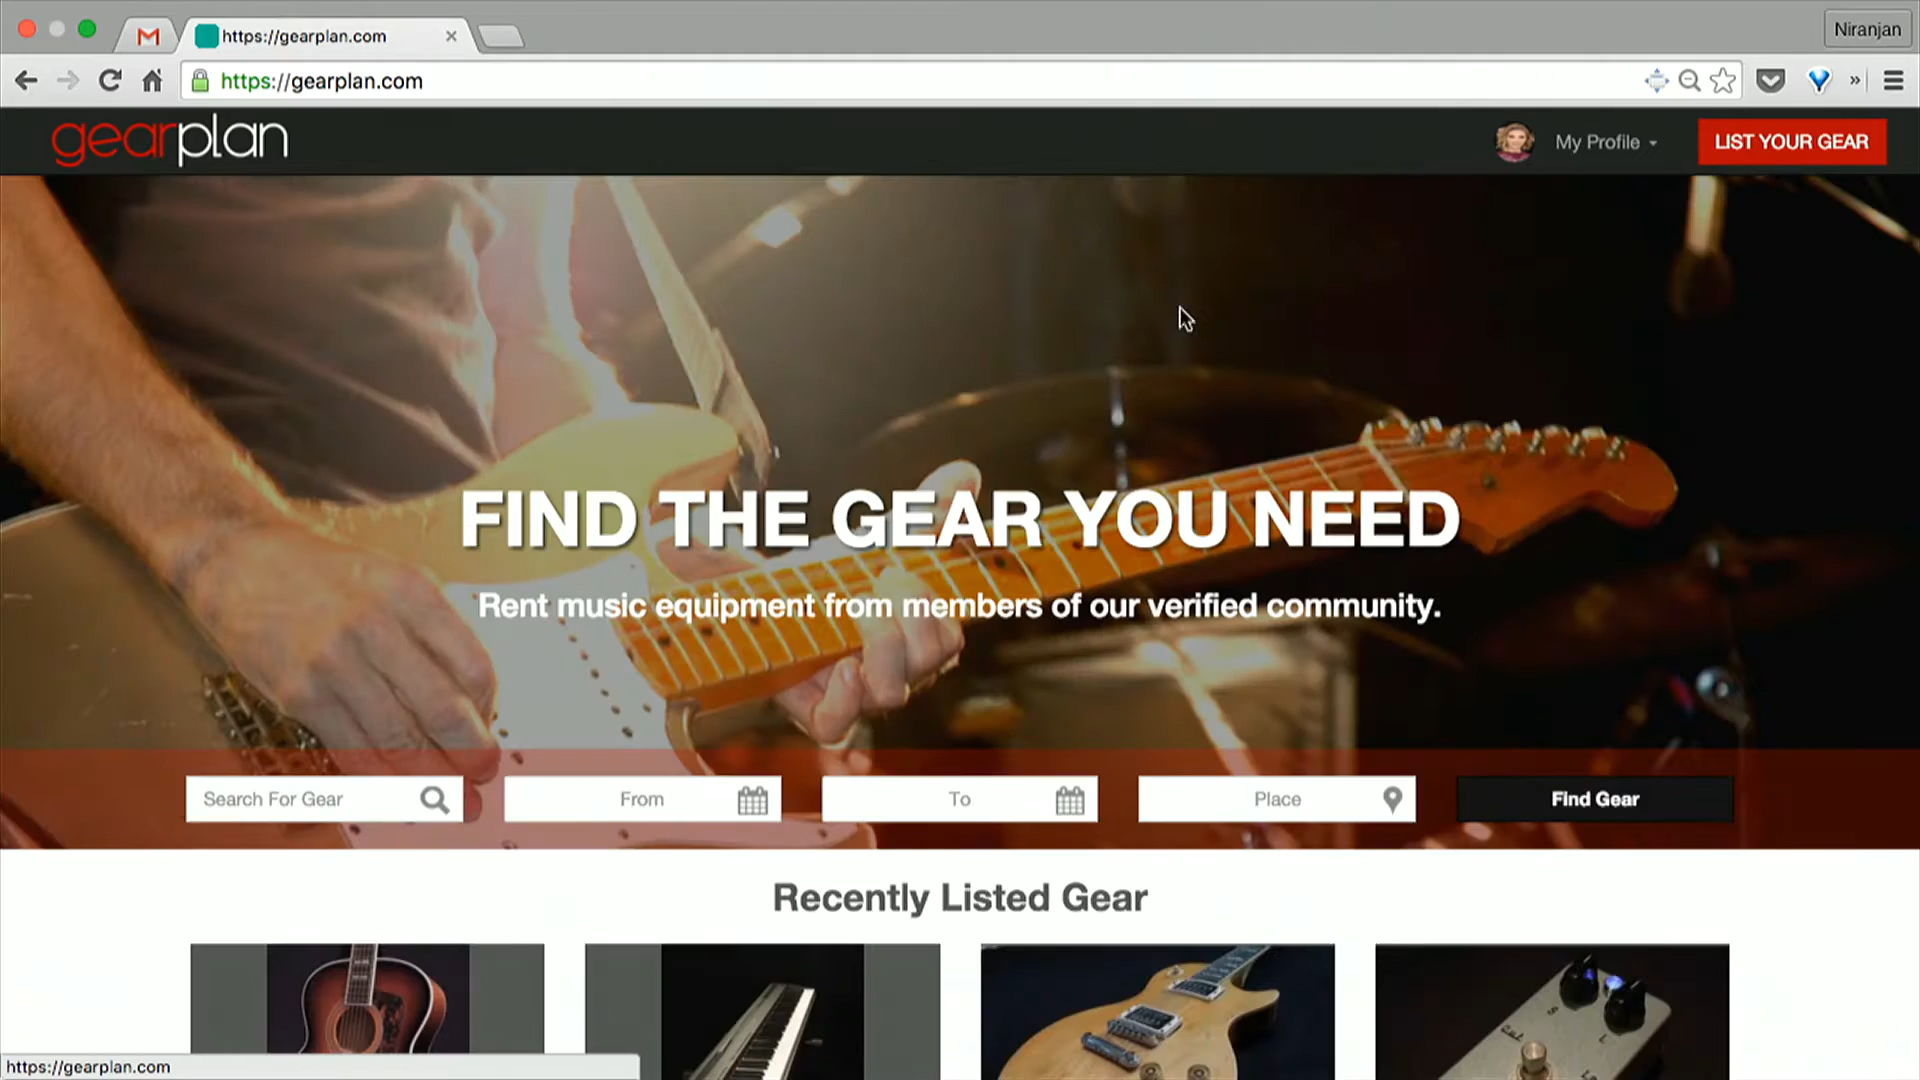 https://gearplan.com
Niranjan
https://gearplan.com
gearplan
My Profile
LIST YOUR GEAR
FIND THE GEAR YOU NEED
Rent music equipment from members of our verified community.
Search For Gear
From
To
Place
Find Gear
Recently Listed Gear
https://gearplan.com